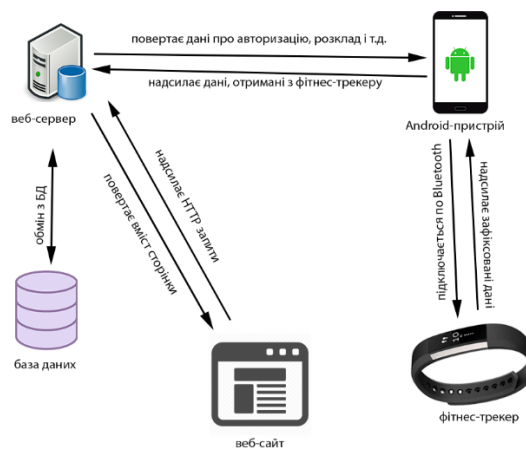 повертає дані про авторизацію, розклад і т.д.
надсилає дані, отримані з фітнес-трекеру
веб-сервер
Android-пристрій
обмін з БД
повертає вміст сторінки
надсилає HTTP запити
підключається по Bluetooth
надсилає зафіксовані дані
база даних
веб-сайт
фітнес-трекер